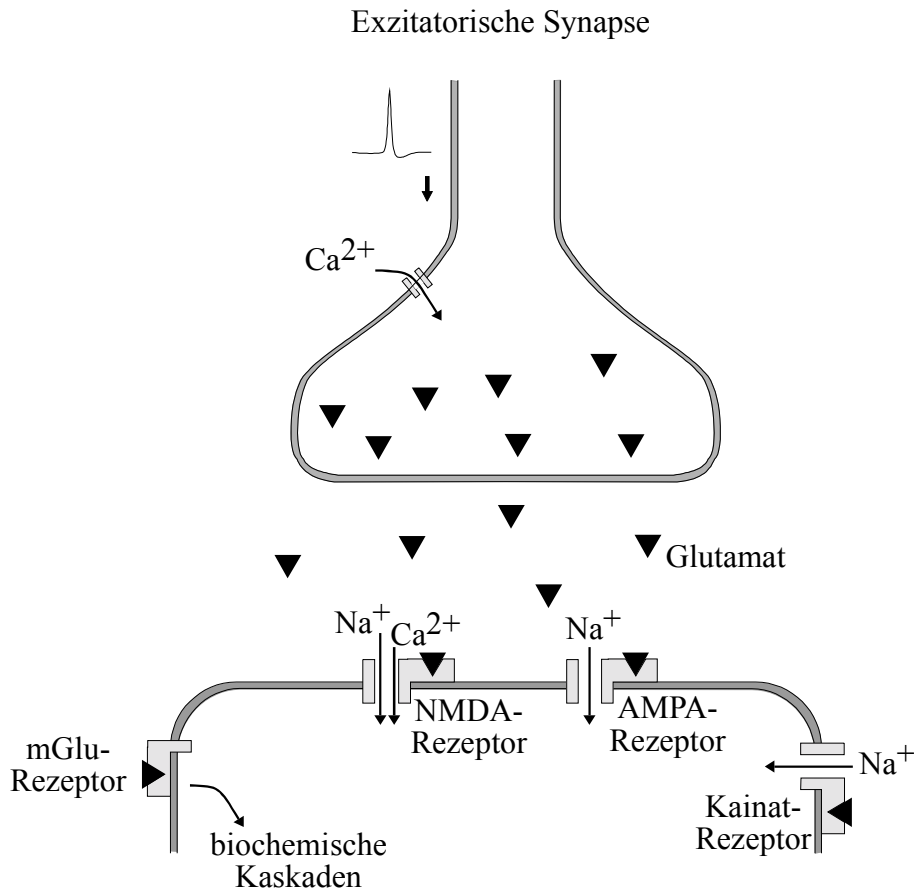 Exzitatorische Synapse
Ca2+
Glutamat
Na+
Ca2+
Na+
NMDA-
Rezeptor
AMPA-
Rezeptor
mGlu-
Rezeptor
Na+
Kainat-
Rezeptor
biochemische
Kaskaden